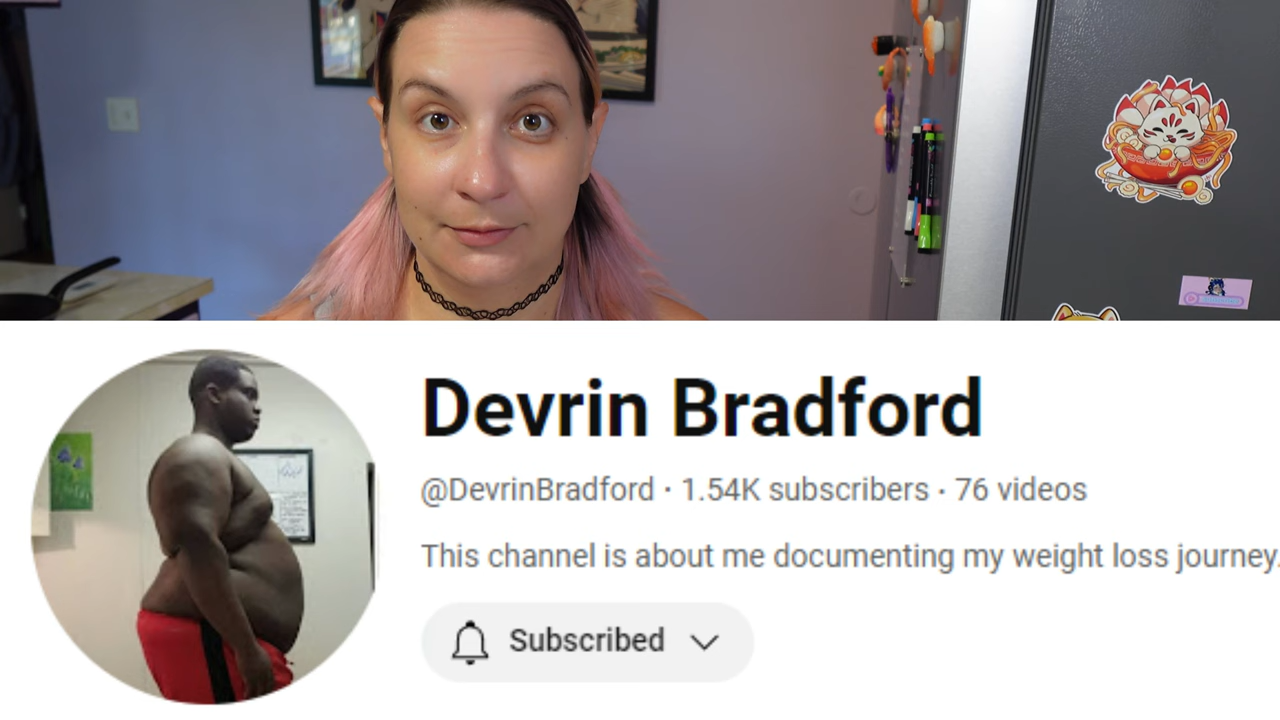 Devrin Bradford
@DevrinBradford · 1.54K subscribers · 76 videos
This channel is about me documenting my weight loss journey.
Subscribed